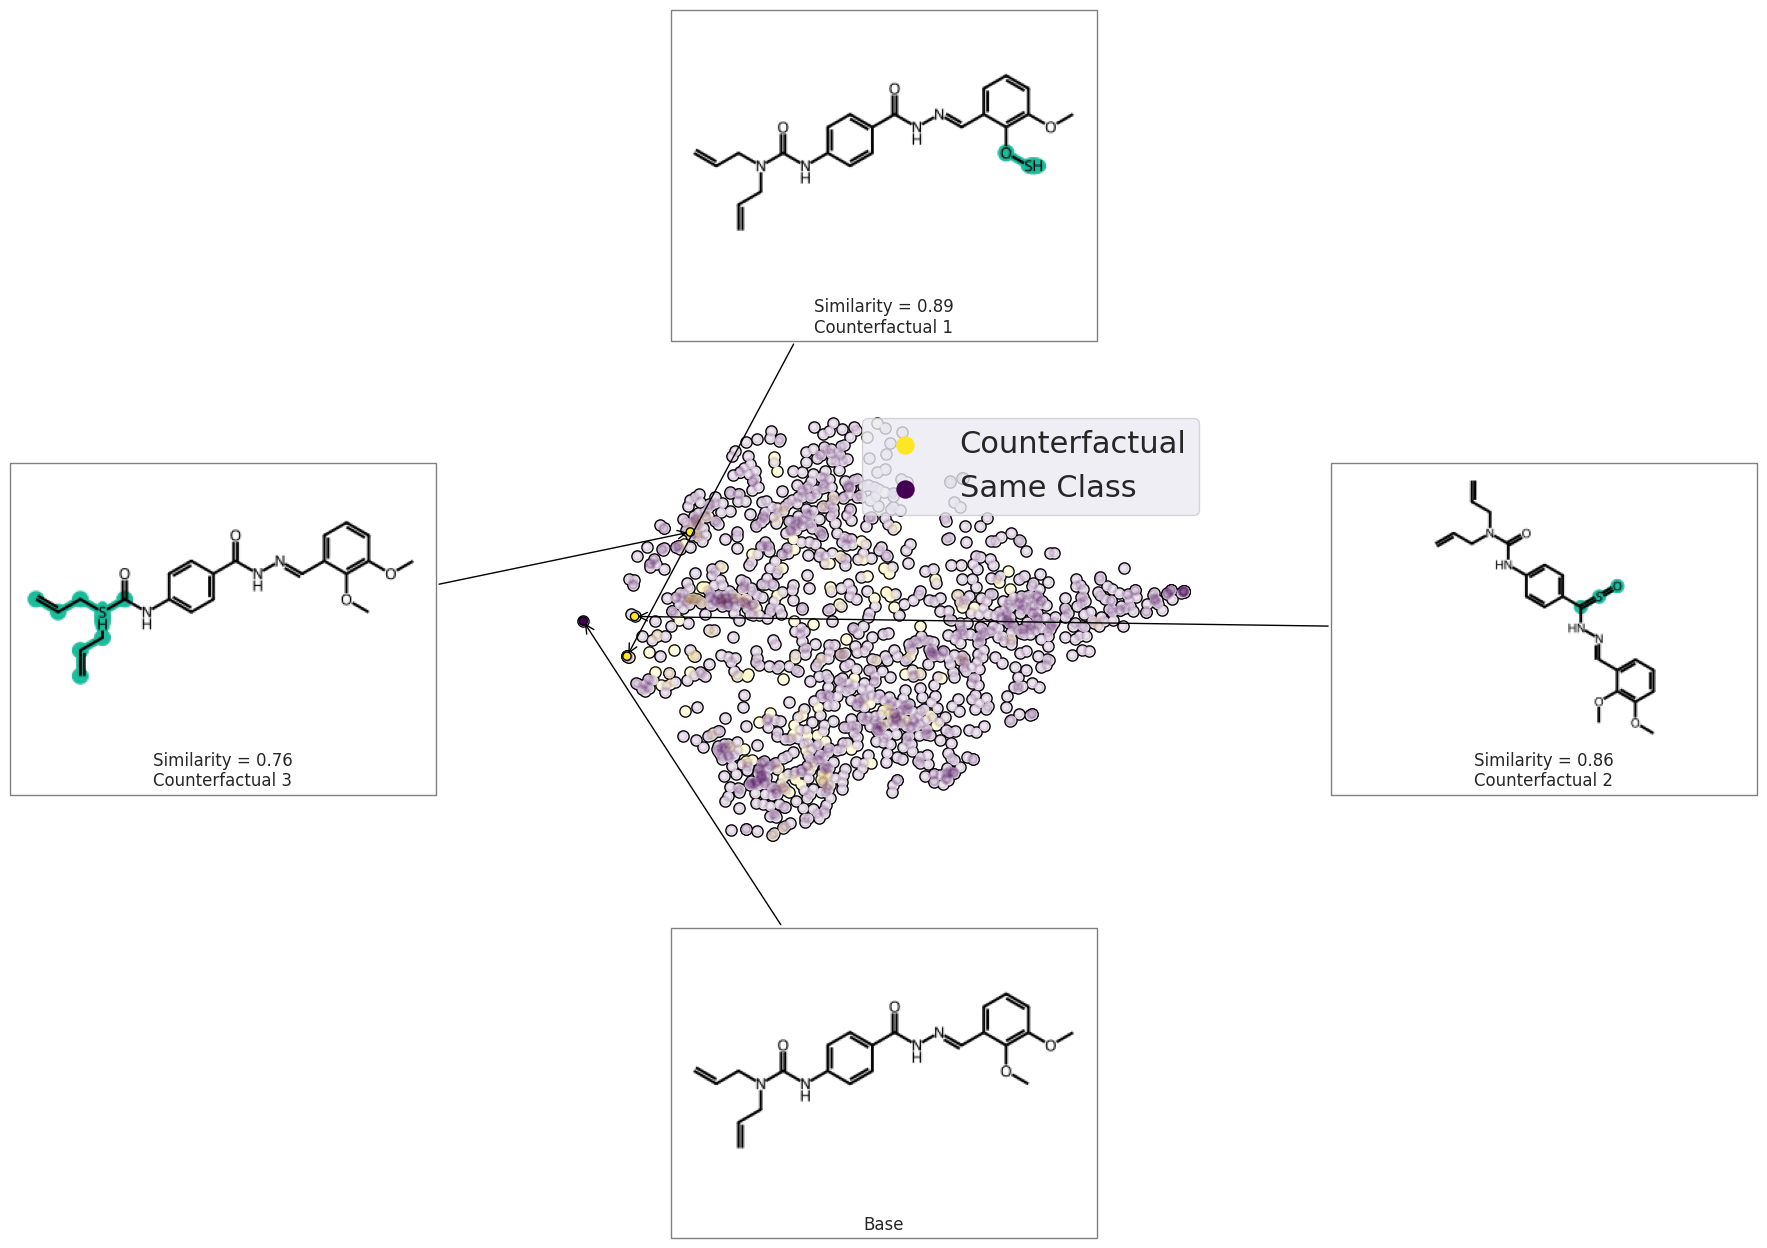 O
N
H
N
O
O
N
N
H
O
SH
Similarity = 0.89
Counterfactual 1
Counterfactual
Same Class
O
N
H
N
O
O
O
S
H
N
H
Similarity = 0.76
Counterfactual 3
N
O
HN
O
S
HN
N
O
O
Similarity = 0.86
Counterfactual 2
O
N
H
N
O
O
N
N
H
O
Base